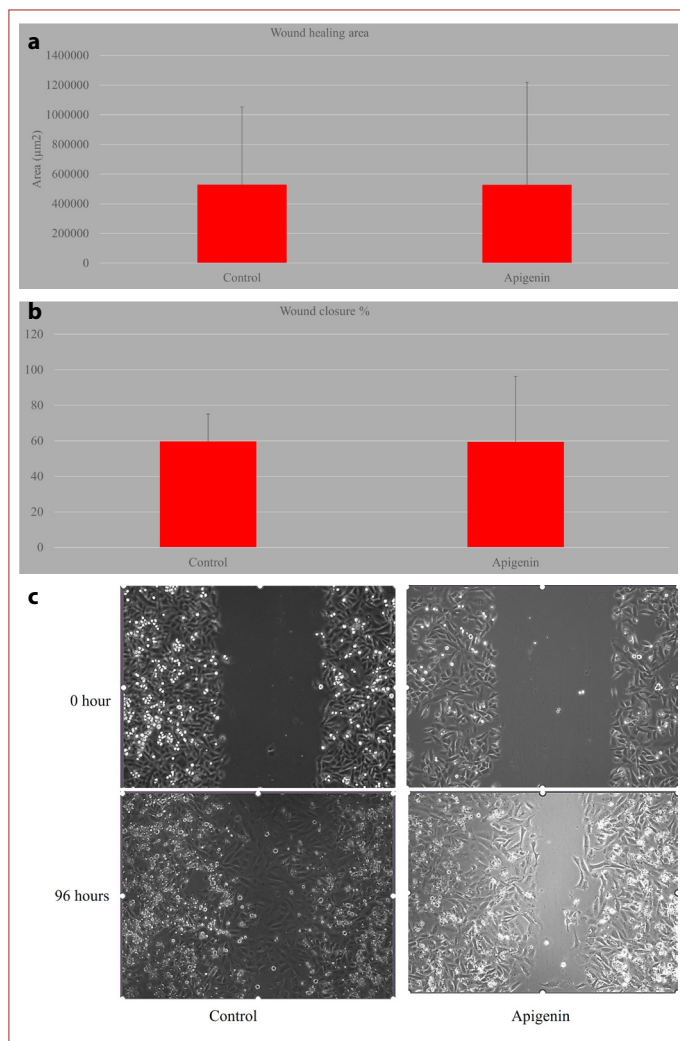 a
Wound healing area
1400000
1200000
1000000
800000
600000
400000
200000
0
Area (µm2)
Control
Apigenin
b
Wound closure %
120
100
80
60
40
20
0
Control
Apigenin
c
0 hour
96 hours
Control
Apigenin